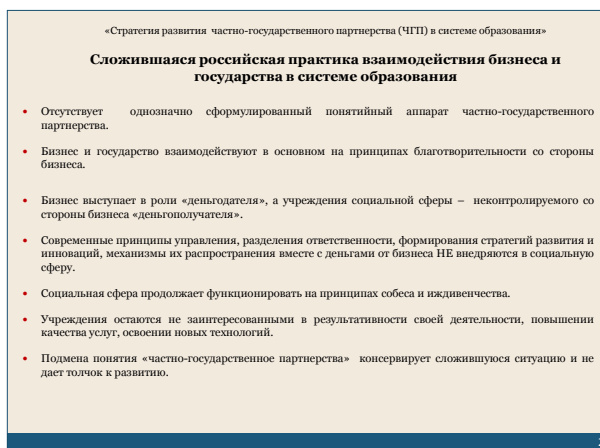 «Стратегия развития частно-государственного партнерства (ЧГП) в системе образования»
Сложившаяся российская практика взаимодействия бизнеса и
государства в системе образования
• Отсутствует однозначно сформулированный понятийный аппарат частно-государственного
партнерства.
• Бизнес и государство взаимодействуют в основном на принципах благотворительности со стороны
бизнеса.
• Бизнес выступает в роли «деньгодателя», а учреждения социальной сферы – неконтролируемого со
стороны бизнеса «деньгополучателя».
• Современные принципы управления, разделения ответственности, формирования стратегий развития и
инноваций, механизмы их распространения вместе с деньгами от бизнеса НЕ внедряются в социальную
сферу.
• Социальная сфера продолжает функционировать на принципах собеса и иждивенчества.
• Учреждения остаются не заинтересованными в результативности своей деятельности, повышении
качества услуг, освоении новых технологий.
• Подмена понятия «частно-государственное партнерства» консервирует сложившуюся ситуацию и не
дает толчок к развитию.